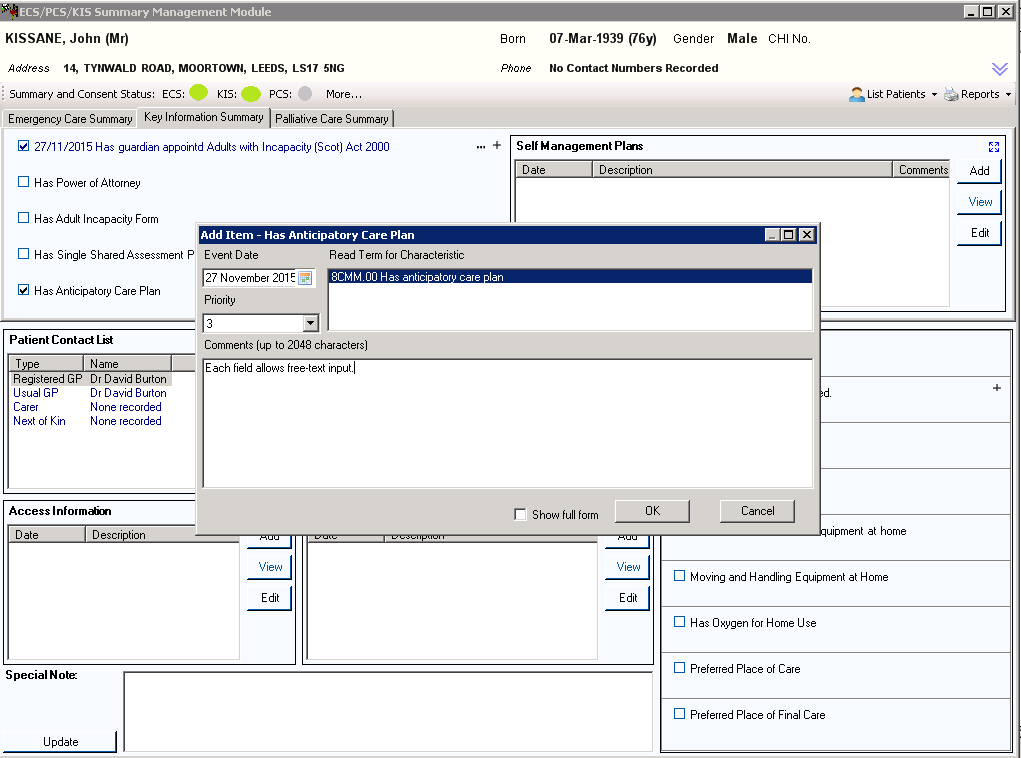 ECS/PCS/KIS Summary Management Module
KISSANE, John (Mr)
Born 07-Mar-1939 (76y) Gender Male CHI No.
Address 14, TYNWALD ROAD, MOORTOWN, LEEDS, LS17 5NG
Phone No Contact Numbers Recorded
Summary and Consent Status: ECS: KIS: PCS: More...
List Patients Reports
Emergency Care Summary Key Information Summary Palliative Care Summary
27/11/2015 Has guardian appointd Adults with Incapacity (Scot) Act 2000 ... +
Has Power of Attorney
Has Adult Incapacity Form
Has Single Shared Assessment P
Has Anticipatory Care Plan
Self Management Plans
Date Description Comments
Add
View
Edit
Add Item - Has Anticipatory Care Plan
Event Date
27 November 2015
Read Term for Characteristic
8CMM.00 Has anticipatory care plan
Priority
3
Comments (up to 2048 characters)
Each field allows free-text input.
Show full form
OK
Cancel
Patient Contact List
Type Name
Registered GP Dr David Burton
Usual GP Dr David Burton
Carer None recorded
Next of Kin None recorded
ed. +
Access Information
Date Description
Add
View
Edit
Date Description
Add
View
Edit
quipment at home
Moving and Handling Equipment at Home
Has Oxygen for Home Use
Preferred Place of Care
Preferred Place of Final Care
Special Note:
Update